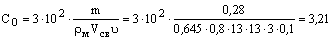 C₀ = 3·10² · m / (ρ_м V_св υ) = 3·10² · 0,28 / (0,645·0,8·13·13·3·0,1) = 3,21